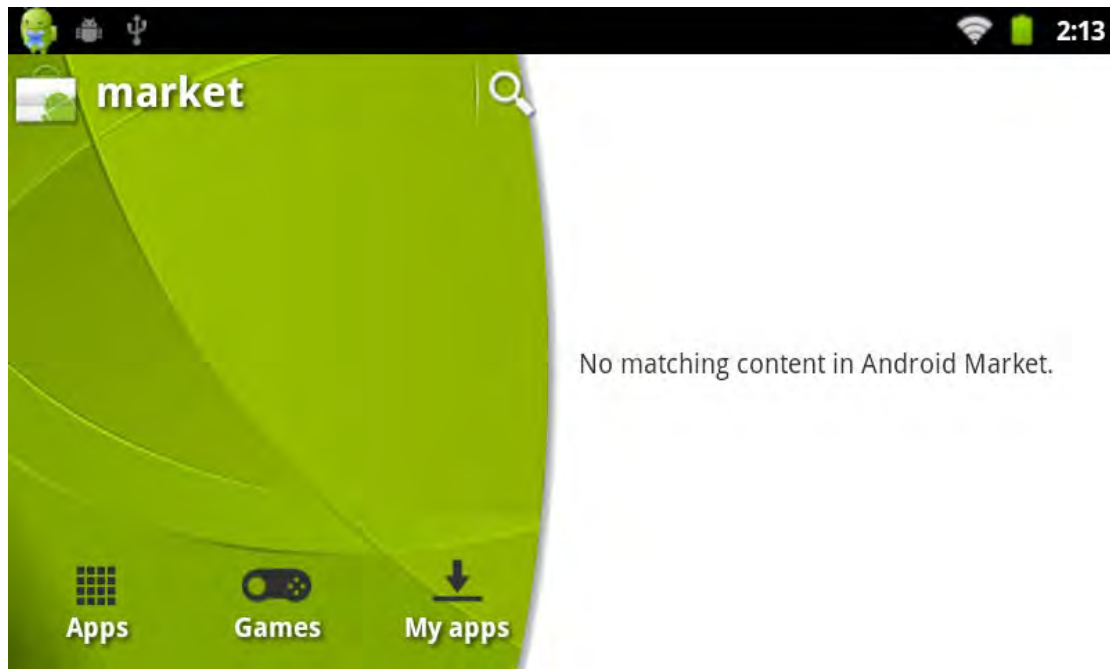 2:13
market
No matching content in Android Market.
Apps
Games
My apps